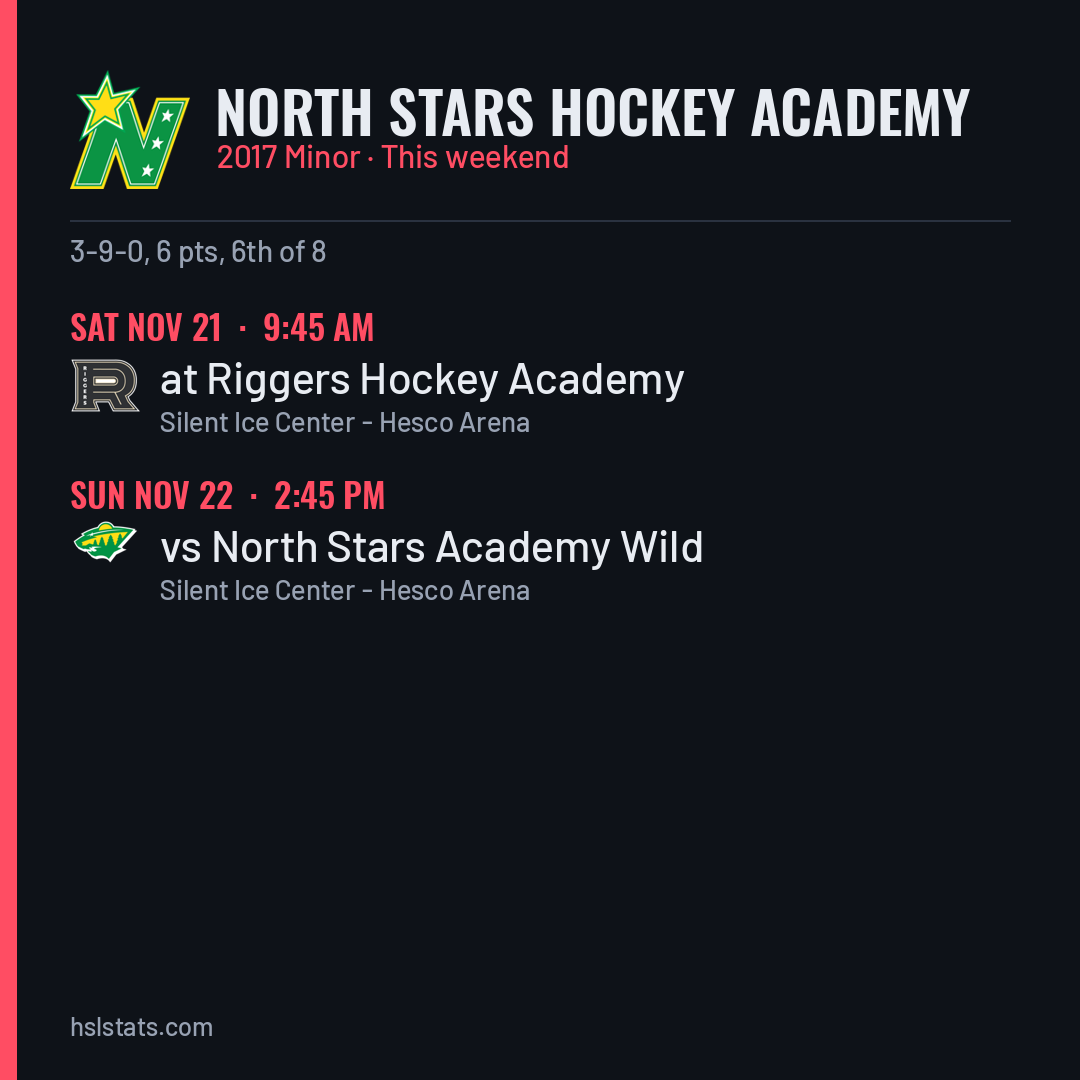 NORTH STARS HOCKEY ACADEMY
2017 Minor · This weekend
3-9-0, 6 pts, 6th of 8
SAT NOV 21 · 9:45 AM
RIGGERS
R
at Riggers Hockey Academy
Silent Ice Center - Hesco Arena
SUN NOV 22 · 2:45 PM
vs North Stars Academy Wild
Silent Ice Center - Hesco Arena
hslstats.com